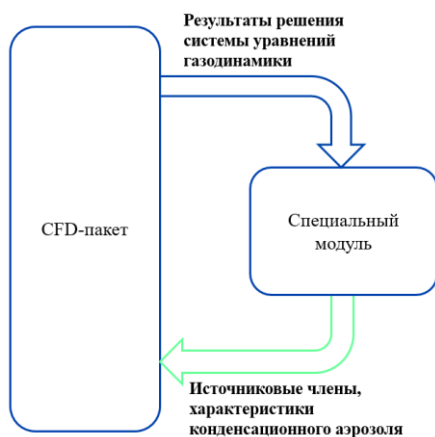 Результаты решения
системы уравнений
газодинамики
CFD-пакет
Специальный
модуль
Источниковые члены,
характеристики
конденсационного аэрозоля